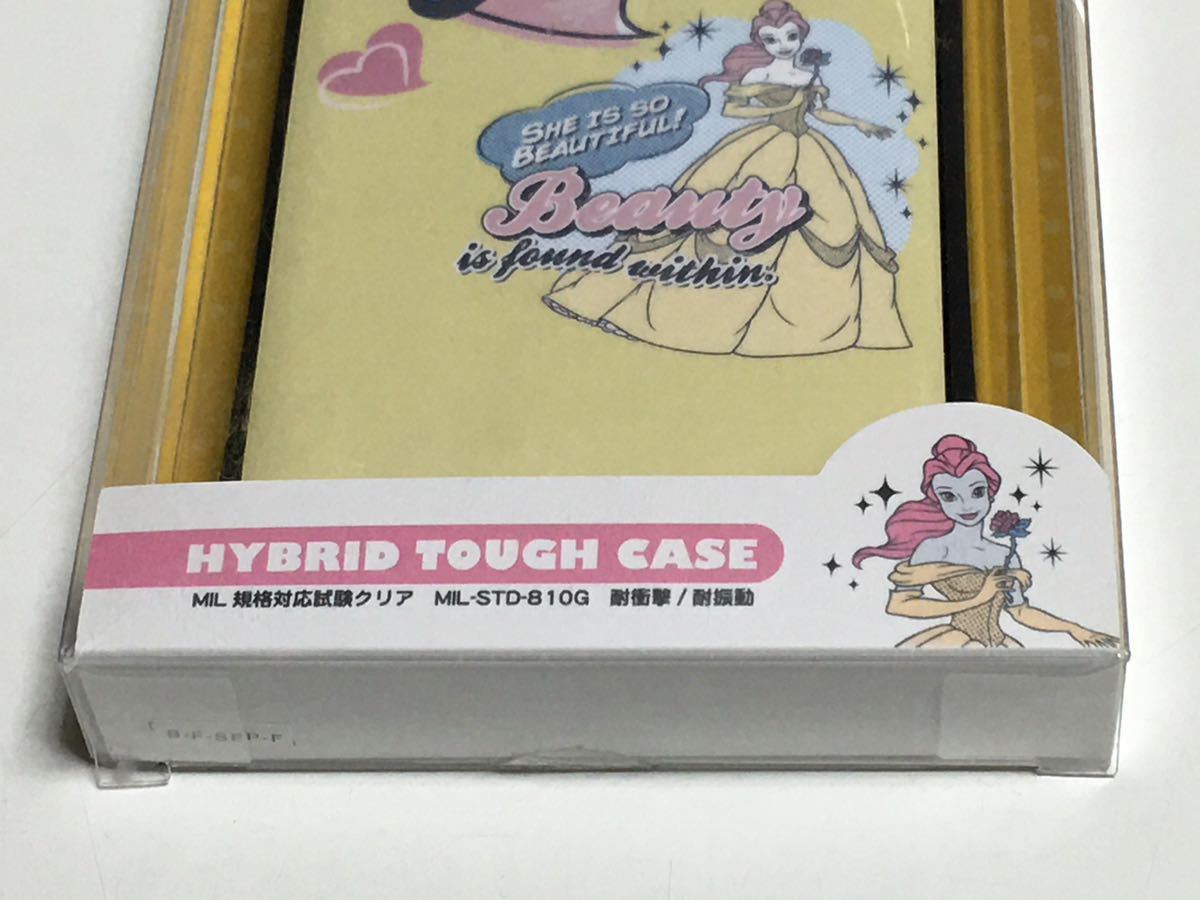 SHE IS SO
BEAUTIFUL!
Beauty
is found within.
HYBRID TOUGH CASE
MIL 規格対応試験クリア MIL-STD-810G 耐衝撃 / 耐振動
B-F-SEP-F